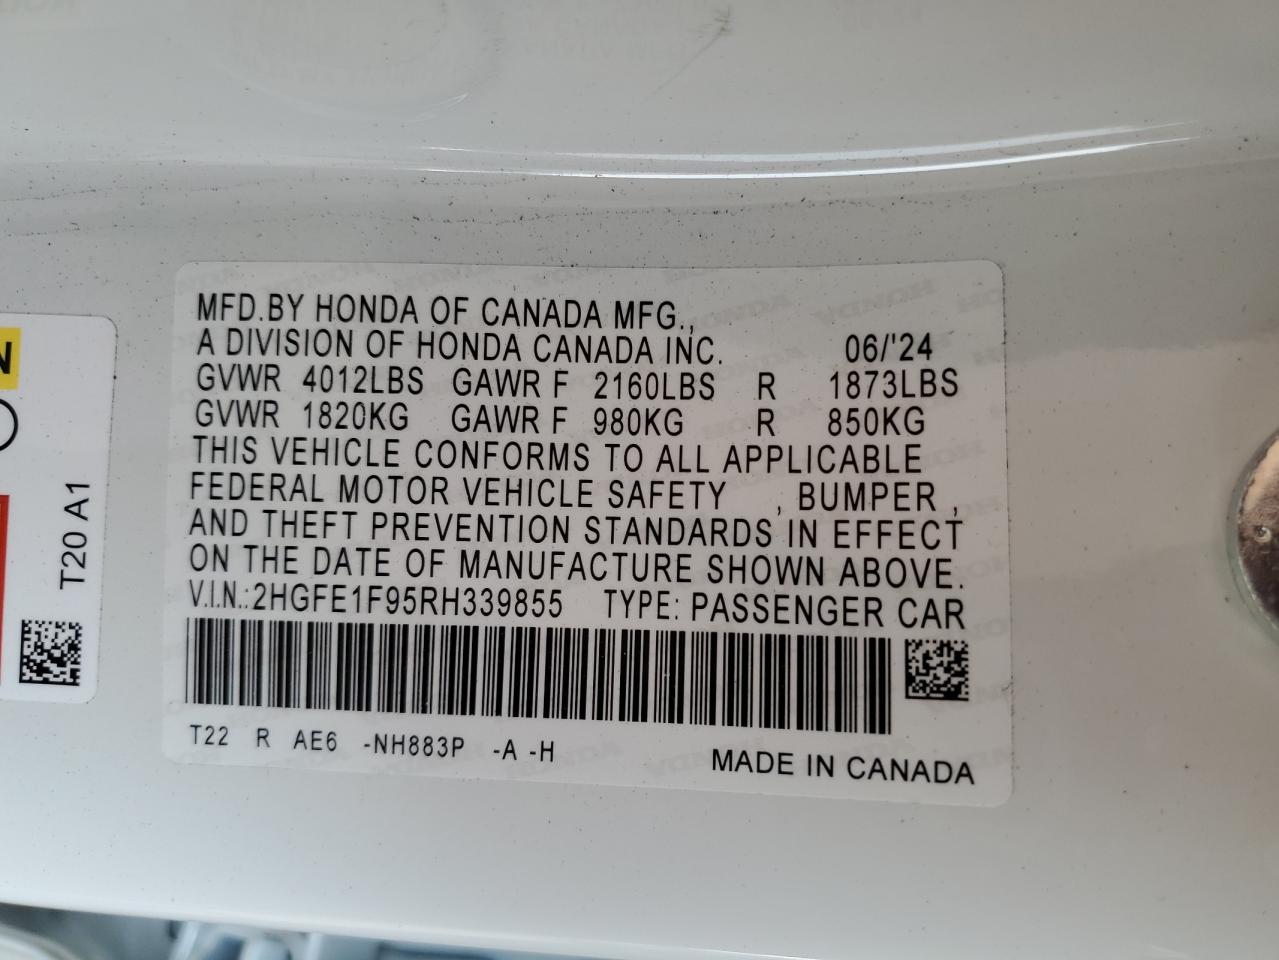 MFD.BY HONDA OF CANADA MFG.,
A DIVISION OF HONDA CANADA INC. 06/'24
GVWR 4012LBS GAWR F 2160LBS R 1873LBS
GVWR 1820KG GAWR F 980KG R 850KG
THIS VEHICLE CONFORMS TO ALL APPLICABLE
FEDERAL MOTOR VEHICLE SAFETY , BUMPER ,
AND THEFT PREVENTION STANDARDS IN EFFECT
ON THE DATE OF MANUFACTURE SHOWN ABOVE.
V.I.N.:2HGFE1F95RH339855 TYPE: PASSENGER CAR
T22 R AE6 -NH883P -A -H
MADE IN CANADA
N
T20 A1